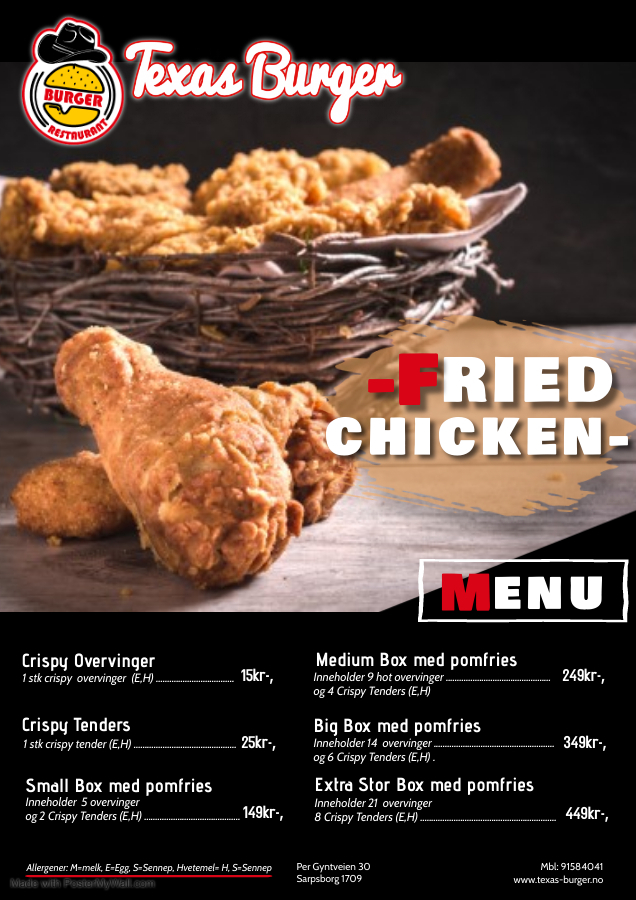 Texas Burger
BURGER
RESTAURANT
-FRIED
CHICKEN-
MENU
Crispy Overvinger
1 stk crispy overvinger (E,H) ........................ 15kr-,
Crispy Tenders
1 stk crispy tender (E,H) ........................ 25kr-,
Small Box med pomfries
Inneholder 5 overvinger
og 2 Crispy Tenders (E,H) ........................ 149kr-,
Medium Box med pomfries
Inneholder 9 hot overvinger ........................ 249kr-,
og 4 Crispy Tenders (E,H)
Big Box med pomfries
Inneholder 14 overvinger ........................ 349kr-,
og 6 Crispy Tenders (E,H) .
Extra Stor Box med pomfries
Inneholder 21 overvinger
8 Crispy Tenders (E,H) ........................ 449kr-,
Allergener: M=melk, E=Egg, S=Sennep, Hvetemel= H, S=Sennep
Per Gyntveien 30
Sarpsborg 1709
Mbl: 91584041
www.texas-burger.no
Made with PosterMyWall.com